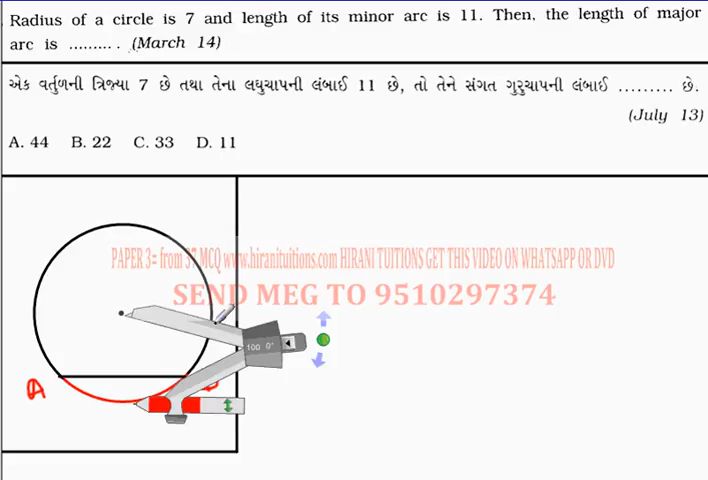 Radius of a circle is 7 and length of its minor arc is 11. Then, the length of major
arc is .......... . (March 14)
એક વર્તુળની ત્રિજ્યા 7 છે તથા તેના લઘુચાપની લંબાઈ 11 છે, તો તેને સંગત ગુરુચાપની લંબાઈ ......... છે.
(July 13)
A. 44 B. 22 C. 33 D. 11
PAPER 3= from 37 MCQ www.hiranituitions.com HIRANI TUITIONS GET THIS VIDEO ON WHATSAPP OR DVD
SEND MEG TO 9510297374
100 0°
A